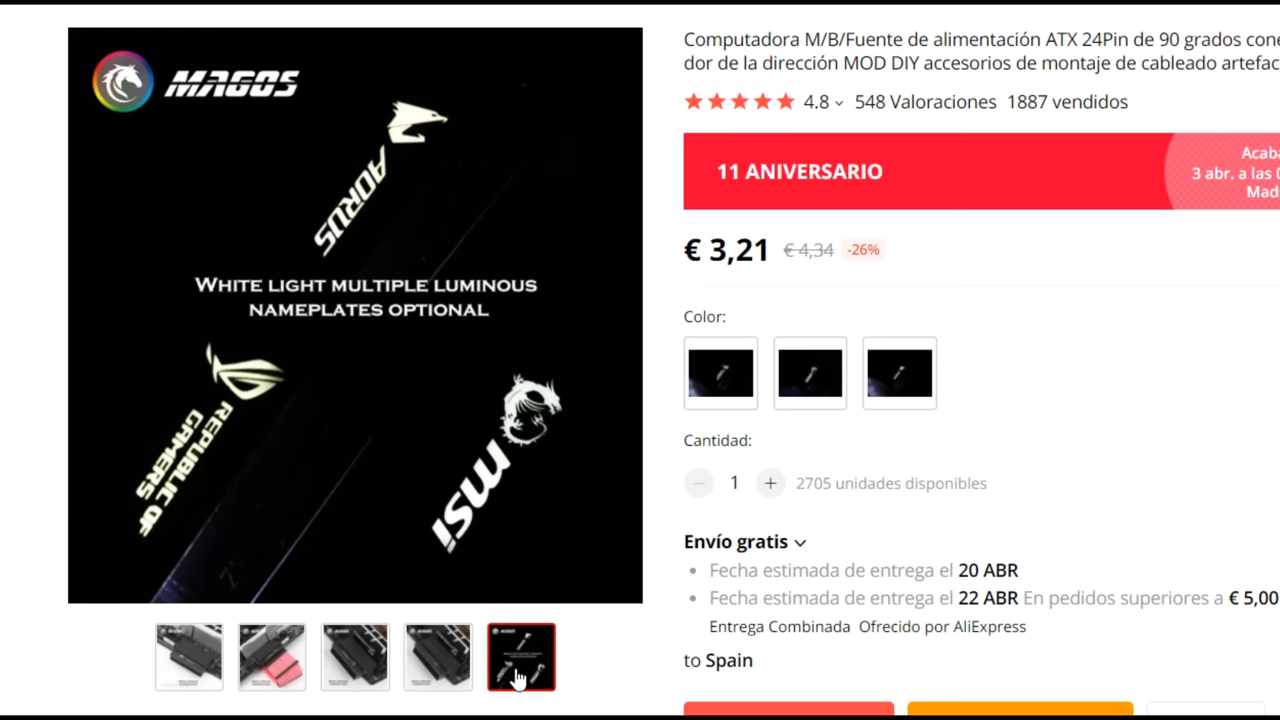 MAGOS
AORUS
WHITE LIGHT MULTIPLE LUMINOUS
NAMEPLATES OPTIONAL
REPUBLIC OF
GAMERS
msi
Computadora M/B/Fuente de alimentación ATX 24Pin de 90 grados cone
dor de la dirección MOD DIY accesorios de montaje de cableado artefac
4.8 548 Valoraciones 1887 vendidos
11 ANIVERSARIO
Acaba
3 abr. a las 0
Mad
€ 3,21 € 4,34 -26%
Color:
Cantidad:
− 1 + 2705 unidades disponibles
Envío gratis
• Fecha estimada de entrega el 20 ABR
• Fecha estimada de entrega el 22 ABR En pedidos superiores a € 5,00
Entrega Combinada Ofrecido por AliExpress
to Spain